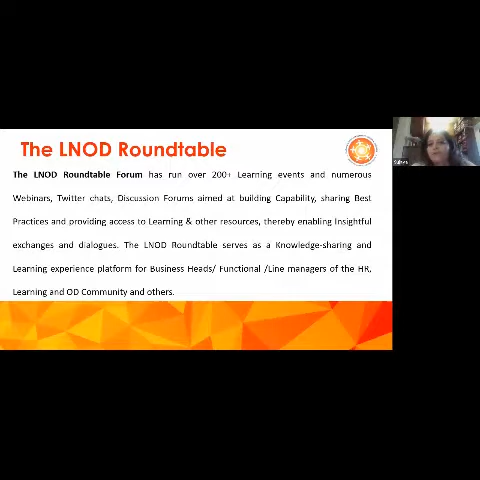 The LNOD Roundtable
The LNOD Roundtable Forum has run over 200+ Learning events and numerous
Webinars, Twitter chats, Discussion Forums aimed at building Capability, sharing Best
Practices and providing access to Learning & other resources, thereby enabling Insightful
exchanges and dialogues. The LNOD Roundtable serves as a Knowledge-sharing and
Learning experience platform for Business Heads/ Functional /Line managers of the HR,
Learning and OD Community and others.